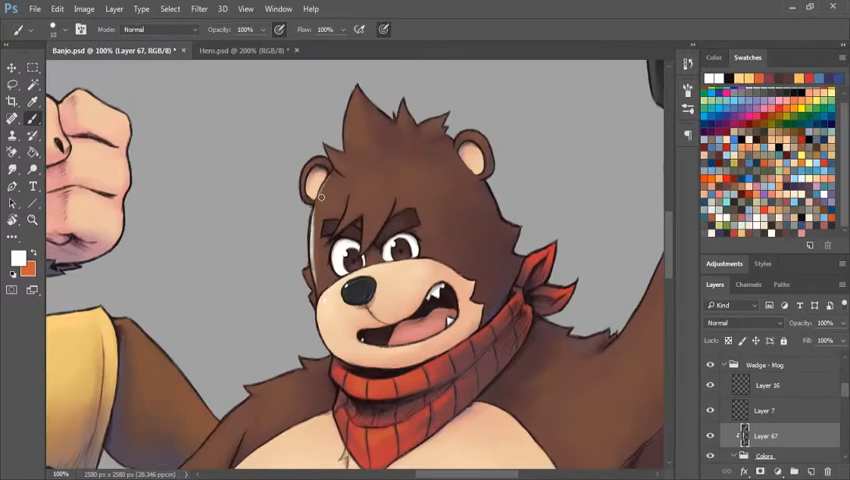 Ps File Edit Image Layer Type Select Filter 3D View Window Help
10 Mode: Normal Opacity: 100% Flow: 100%
Banjo.psd @ 100% (Layer 67, RGB/8) * × Hero.psd @ 200% (RGB/8) * ×
Color Swatches
Adjustments Styles
Layers Channels Paths
Kind
Normal Opacity: 100%
Lock: Fill: 100%
Wedge - Mog
Layer 16
Layer 7
Layer 67
Colors
fx
T
100% 2580 px x 2580 px (28.346 ppcm)